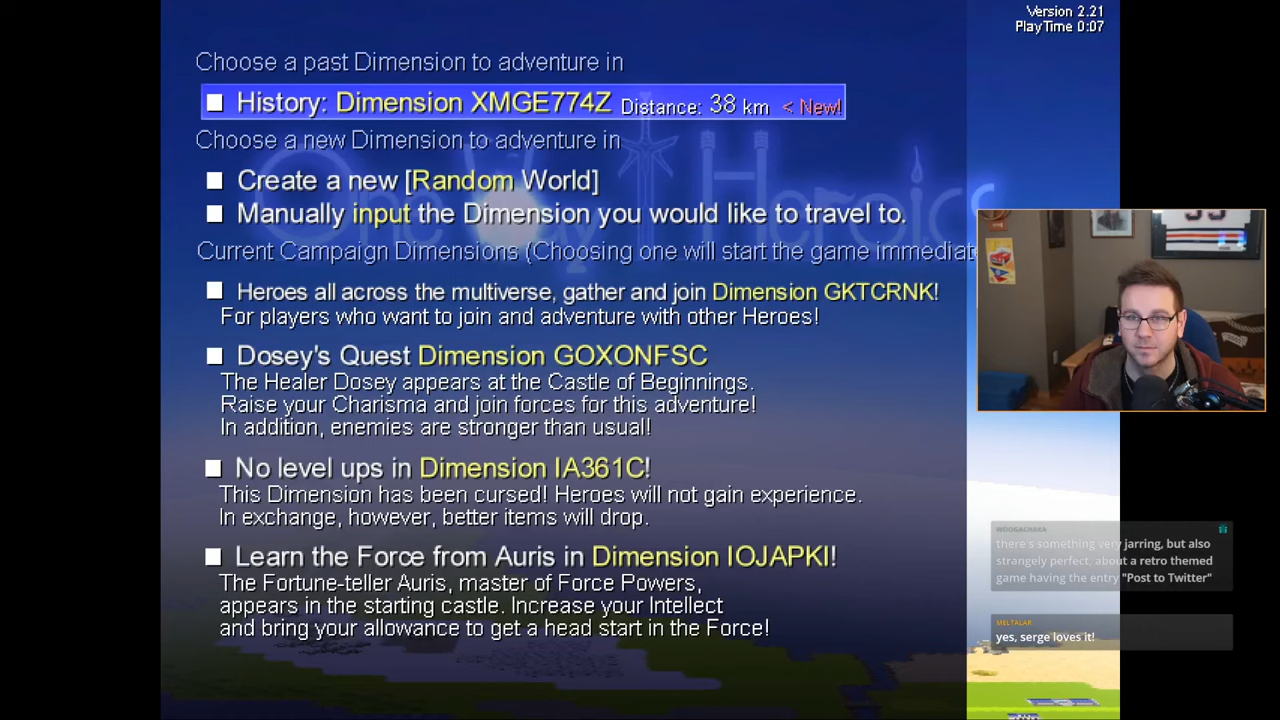 Version 2.21
PlayTime 0:07
Choose a past Dimension to adventure in
History: Dimension XMGE774Z Distance: 38 km < New!
Choose a new Dimension to adventure in
Create a new [Random World]
Manually input the Dimension you would like to travel to.
Current Campaign Dimensions (Choosing one will start the game immediate
Heroes all across the multiverse, gather and join Dimension GKTCRNK!
For players who want to join and adventure with other Heroes!
Dosey's Quest Dimension GOXONFSC
The Healer Dosey appears at the Castle of Beginnings.
Raise your Charisma and join forces for this adventure!
In addition, enemies are stronger than usual!
No level ups in Dimension IA361C!
This Dimension has been cursed! Heroes will not gain experience.
In exchange, however, better items will drop.
Learn the Force from Auris in Dimension IOJAPKI!
The Fortune-teller Auris, master of Force Powers,
appears in the starting castle. Increase your Intellect
and bring your allowance to get a head start in the Force!
One Way Heroics
WOOGACHAKA
there's something very jarring, but also
strangely perfect, about a retro themed
game having the entry "Post to Twitter"
MELTALAR
yes, serge loves it!